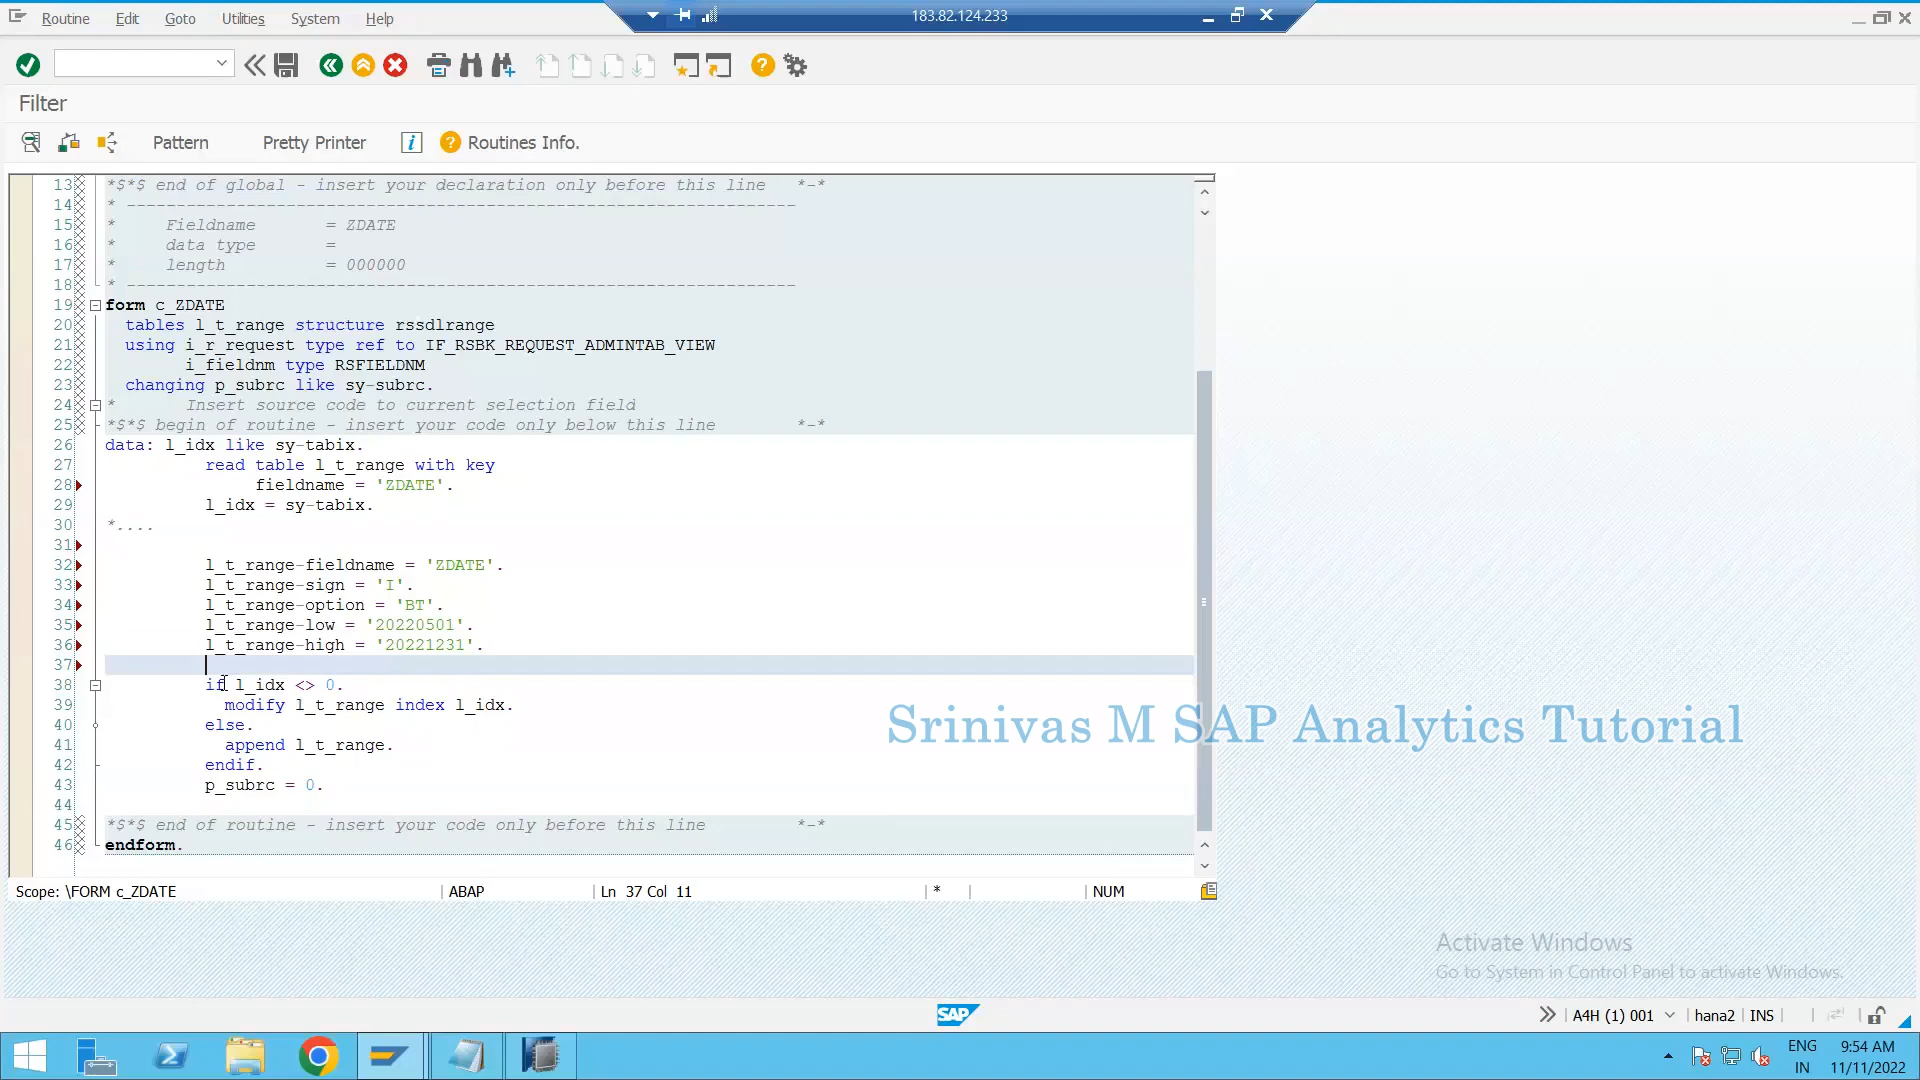 Routine Edit Goto Utilities System Help
183.82.124.233
Filter
Pattern Pretty Printer Routines Info.
13 *$*$ end of global - insert your declaration only before this line *-*
14 * -------------------------------------------------------------------
15 * Fieldname = ZDATE
16 * data type =
17 * length = 000000
18 * -------------------------------------------------------------------
19 form c_ZDATE
20 tables l_t_range structure rssdlrange
21 using i_r_request type ref to IF_RSBK_REQUEST_ADMINTAB_VIEW
22 i_fieldnm type RSFIELDNM
23 changing p_subrc like sy-subrc.
24 * Insert source code to current selection field
25 *$*$ begin of routine - insert your code only below this line *-*
26 data: l_idx like sy-tabix.
27 read table l_t_range with key
28 fieldname = 'ZDATE'.
29 l_idx = sy-tabix.
30 *....
31
32 l_t_range-fieldname = 'ZDATE'.
33 l_t_range-sign = 'I'.
34 l_t_range-option = 'BT'.
35 l_t_range-low = '20220501'.
36 l_t_range-high = '20221231'.
37
38 if l_idx <> 0.
39 modify l_t_range index l_idx.
40 else.
41 append l_t_range.
42 endif.
43 p_subrc = 0.
44
45 *$*$ end of routine - insert your code only before this line *-*
46 endform.
Srinivas M SAP Analytics Tutorial
Scope: \FORM c_ZDATE ABAP Ln 37 Col 11 * NUM
Activate Windows
Go to System in Control Panel to activate Windows.
SAP
A4H (1) 001 hana2 INS
ENG 9:54 AM
IN 11/11/2022